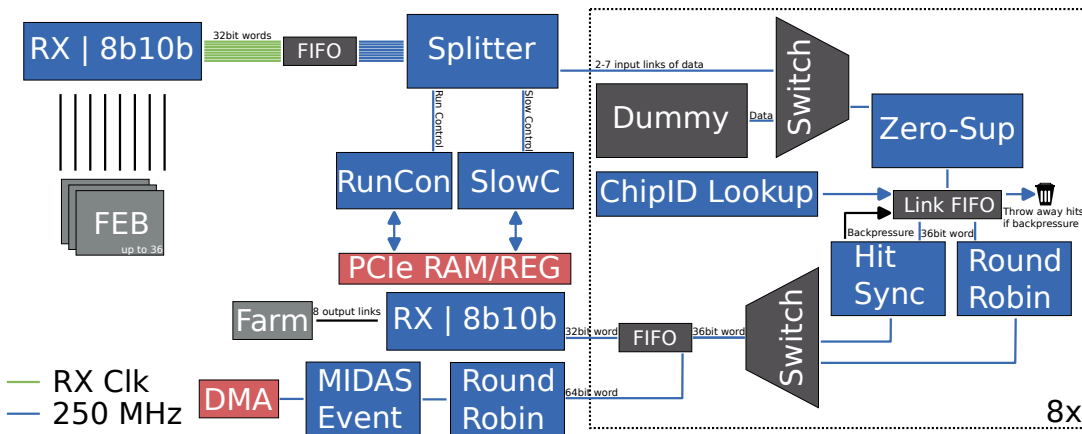 RX | 8b10b
32bit words
FIFO
Splitter
2-7 input links of data
Switch
Dummy
Data
Zero-Sup
Run Control
Slow Control
RunCon
SlowC
ChipID Lookup
Link FIFO
Throw away hits
if backpressure
FEB
up to 36
Backpressure
36bit word
PCIe RAM/REG
Hit
Sync
Round
Robin
Farm
8 output links
RX | 8b10b
32bit word
FIFO
36bit word
Switch
RX Clk
250 MHz
DMA
MIDAS
Event
Round
Robin
64bit word
8x